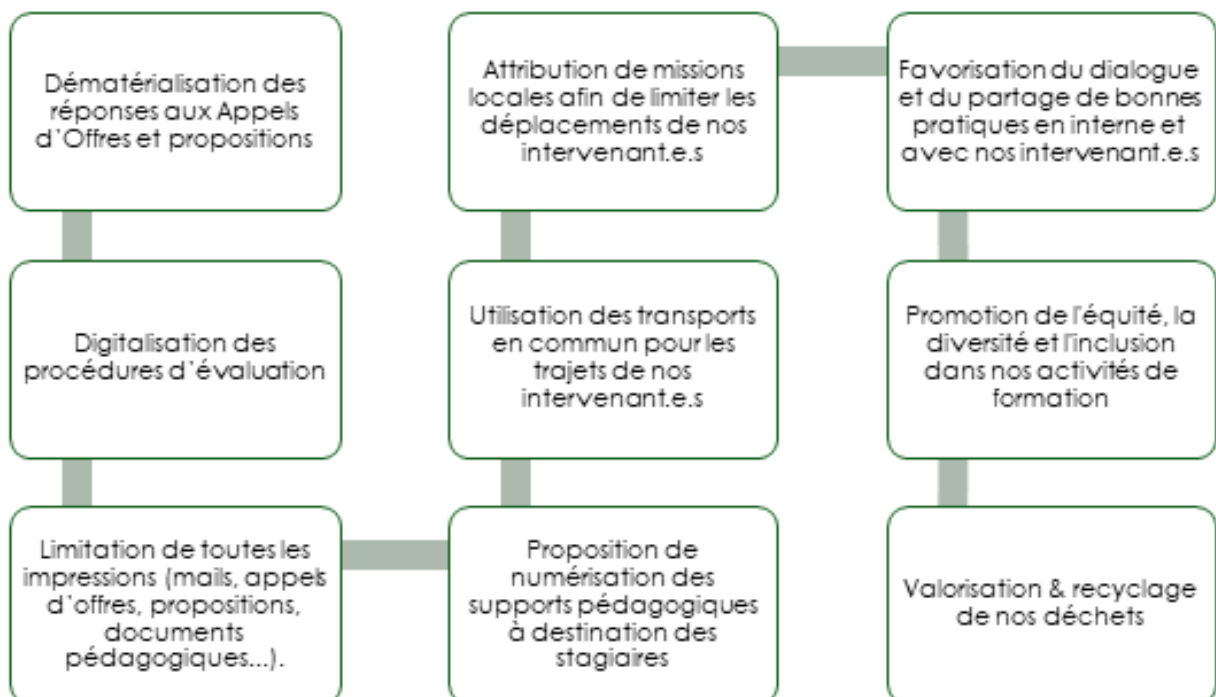 Dématérialisation des
réponses aux Appels
d'Offres et propositions
Digitalisation des
procédures d'évaluation
Limitation de toutes les
impressions (mails, appels
d'offres, propositions,
documents
pédagogiques...).
Proposition de
numérisation des
supports pédagogiques
à destination des
stagiaires
Utilisation des transports
en commun pour les
trajets de nos
intervenant.e.s
Attribution de missions
locales afin de limiter les
déplacements de nos
intervenant.e.s
Favorisation du dialogue
et du partage de bonnes
pratiques en interne et
avec nos intervenant.e.s
Promotion de l'équité, la
diversité et l'inclusion
dans nos activités de
formation
Valorisation & recyclage
de nos déchets